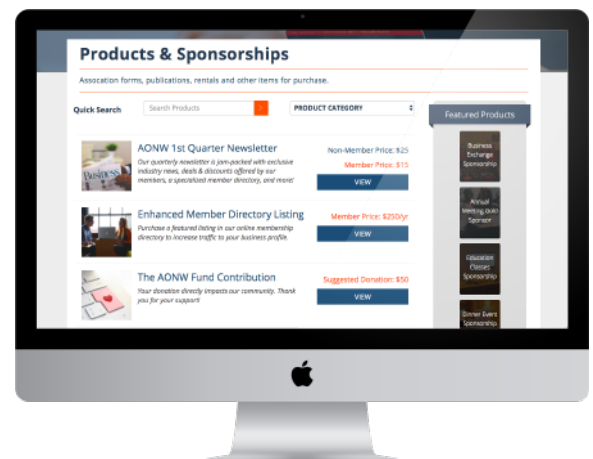 Products & Sponsorships
Assocation forms, publications, rentals and other items for purchase.
Quick Search
Search Products
PRODUCT CATEGORY
Featured Products
AONW 1st Quarter Newsletter
Our quarterly newsletter is jam-packed with exclusive
industry news, deals & discounts offered by our
members, a specialized member directory, and more!
Non-Member Price: $25
Member Price: $15
VIEW
Business
Enhanced Member Directory Listing
Purchase a featured listing in our online membership
directory to increase traffic to your business profile.
Member Price: $250/yr
VIEW
The AONW Fund Contribution
Your donation directly impacts our community. Thank
you for your support!
Suggested Donation: $50
VIEW
Business
Exchange
Sponsorship
Annual
Meeting Gold
Sponsor
Education
Classes
Sponsorship
Dinner Event
Sponsorship